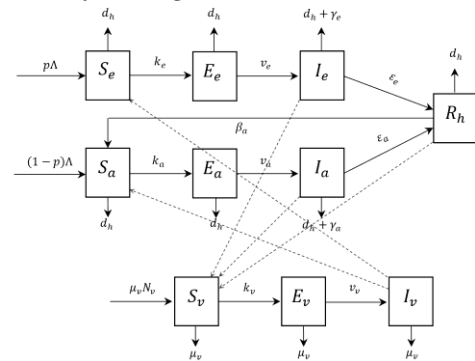 d_h d_h d_h + γ_e
pΛ S_e k_e E_e v_e I_e ε_e d_h
R_h
β_a
(1 − p)Λ S_a k_a E_a v_a I_a ε_a
d_h d_h d_h + γ_a
μ_v N_v S_v k_v E_v v_v I_v
μ_v μ_v μ_v